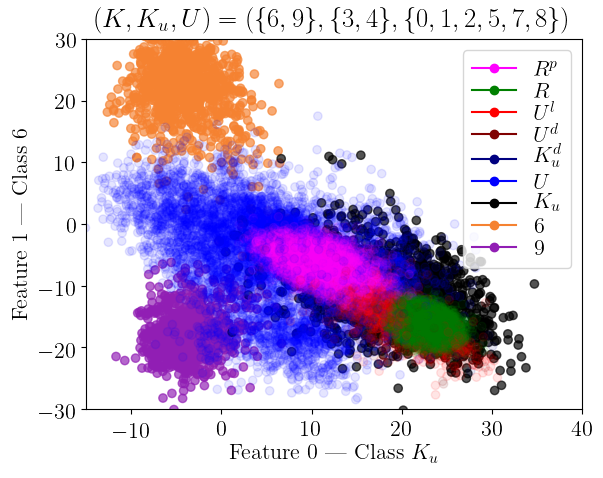 (K, K_u, U) = ({6, 9}, {3, 4}, {0, 1, 2, 5, 7, 8})
30
20
10
0
−10
−20
−30
−10
0
10
20
30
40
Feature 1 — Class 6
Feature 0 — Class K_u
R^p
R
U^l
U^d
K_u^d
U
K_u
6
9